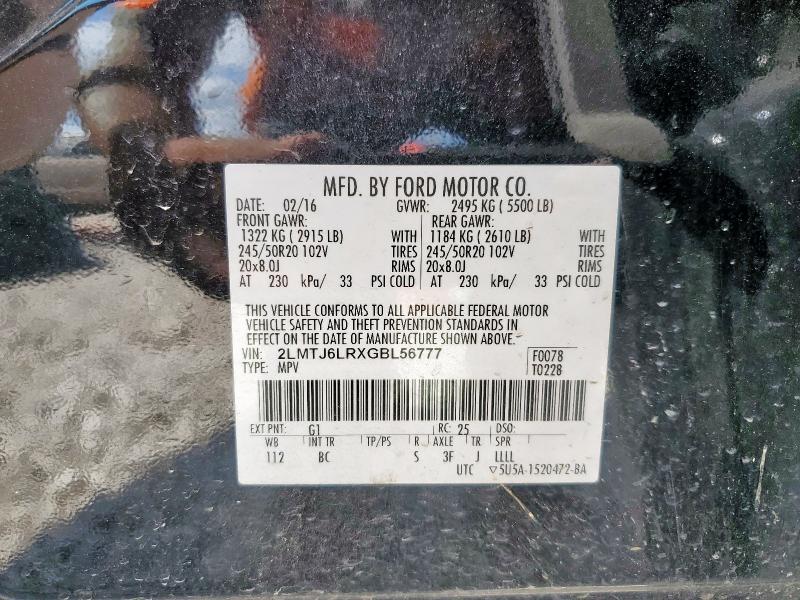 MFD. BY FORD MOTOR CO.
DATE: 02/16 GVWR: 2495 KG ( 5500 LB)
FRONT GAWR: REAR GAWR:
1322 KG ( 2915 LB) WITH 1184 KG ( 2610 LB) WITH
245/50R20 102V TIRES 245/50R20 102V TIRES
20x8.0J RIMS 20x8.0J RIMS
AT 230 kPa/ 33 PSI COLD AT 230 kPa/ 33 PSI COLD
THIS VEHICLE CONFORMS TO ALL APPLICABLE FEDERAL MOTOR
VEHICLE SAFETY AND THEFT PREVENTION STANDARDS IN
EFFECT ON THE DATE OF MANUFACTURE SHOWN ABOVE.
VIN: 2LMTJ6LRXGBL56777 F0078
TYPE: MPV T0228
EXT PNT: G1 RC: 25 DSO:
WB INT TR TP/PS R AXLE TR SPR
112 BC S 3F J LLLL
UTC ▽5U5A-1520472-BA